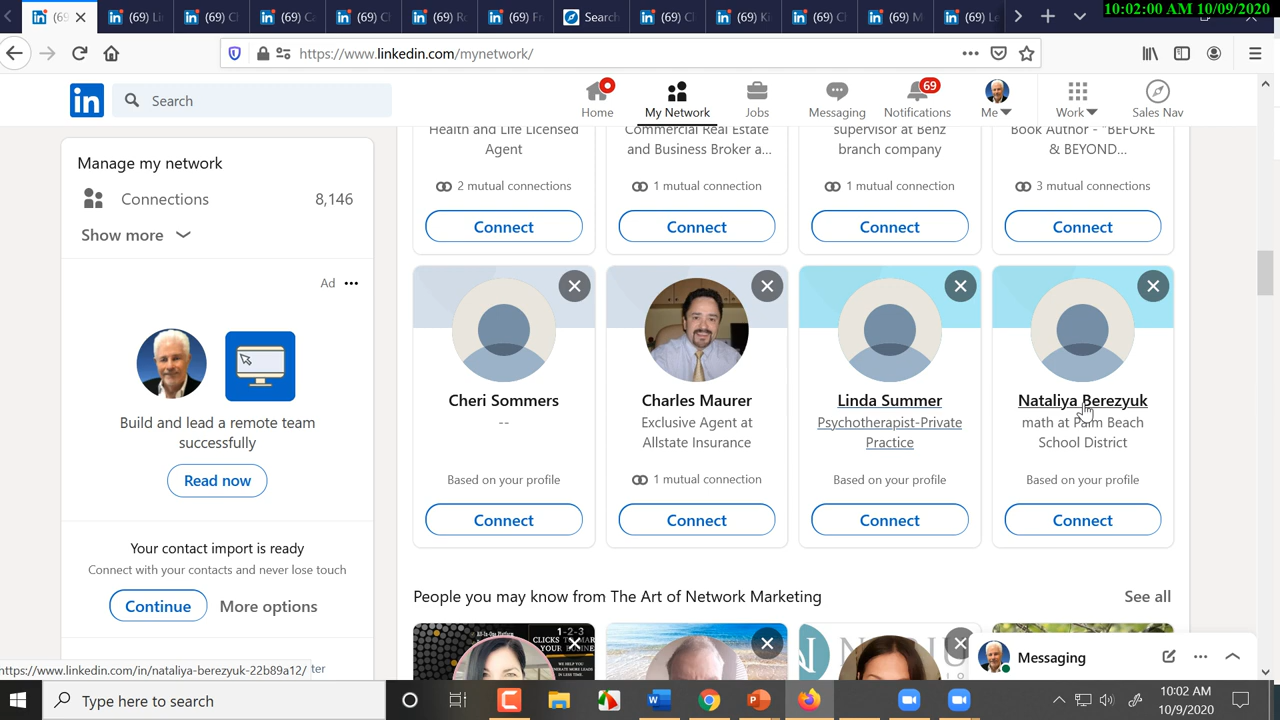 (69)
(69) Li
(69) Cl
(69) Ca
(69) Cl
(69) Ro
(69) Fr
Search
(69) Cl
(69) Ki
(69) Cl
(69) M
(69) Le
10:02:00 AM 10/09/2020
https://www.linkedin.com/mynetwork/
in
Search
Home
My Network
Jobs
Messaging
69
Notifications
Me
Work
Sales Nav
Manage my network
Connections 8,146
Show more
Ad
Build and lead a remote team
successfully
Read now
Your contact import is ready
Connect with your contacts and never lose touch
Continue
More options
Health and Life Licensed
Agent
2 mutual connections
Connect
Commercial Real Estate
and Business Broker a...
1 mutual connection
Connect
supervisor at Benz
branch company
1 mutual connection
Connect
Book Author - "BEFORE
& BEYOND...
3 mutual connections
Connect
Cheri Sommers
--
Based on your profile
Connect
Charles Maurer
Exclusive Agent at
Allstate Insurance
1 mutual connection
Connect
Linda Summer
Psychotherapist-Private
Practice
Based on your profile
Connect
Nataliya Berezyuk
math at Palm Beach
School District
Based on your profile
Connect
People you may know from The Art of Network Marketing
See all
1-2-3
Messaging
https://www.linkedin.com/in/nataliya-berezyuk-22b89a12/
ter
Type here to search
10:02 AM
10/9/2020